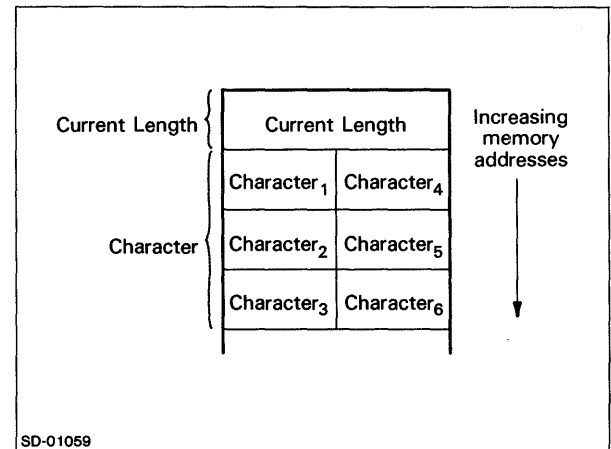 Current Length
Current Length
Increasing
memory
addresses
Character₁ Character₄
Character
Character₂ Character₅
Character₃ Character₆
SD-01059